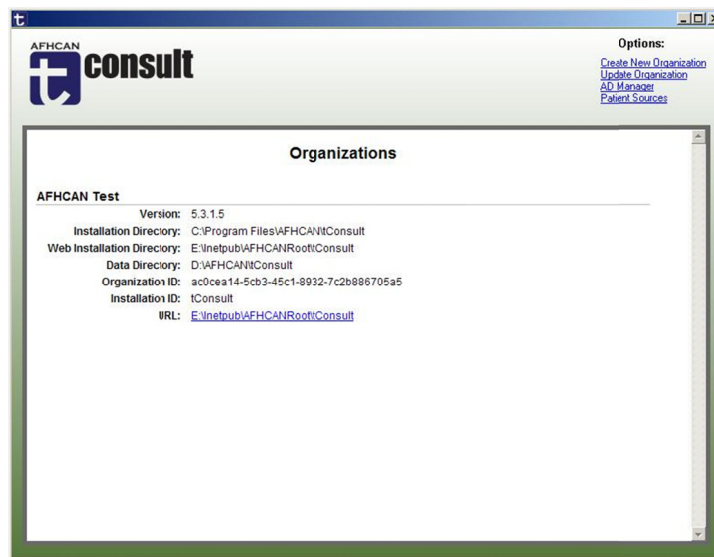 AFHCAN
tconsult
Options:
Create New Organization
Update Organization
AD Manager
Patient Sources
Organizations
AFHCAN Test
Version: 5.3.1.5
Installation Directory: C:\Program Files\AFHCAN\tConsult
Web Installation Directory: E:\Inetpub\AFHCANRoot\tConsult
Data Directory: D:\AFHCAN\tConsult
Organization ID: ac0cea14-5cb3-45c1-8932-7c2b886705a5
Installation ID: tConsult
URL: E:\Inetpub\AFHCANRoot\tConsult